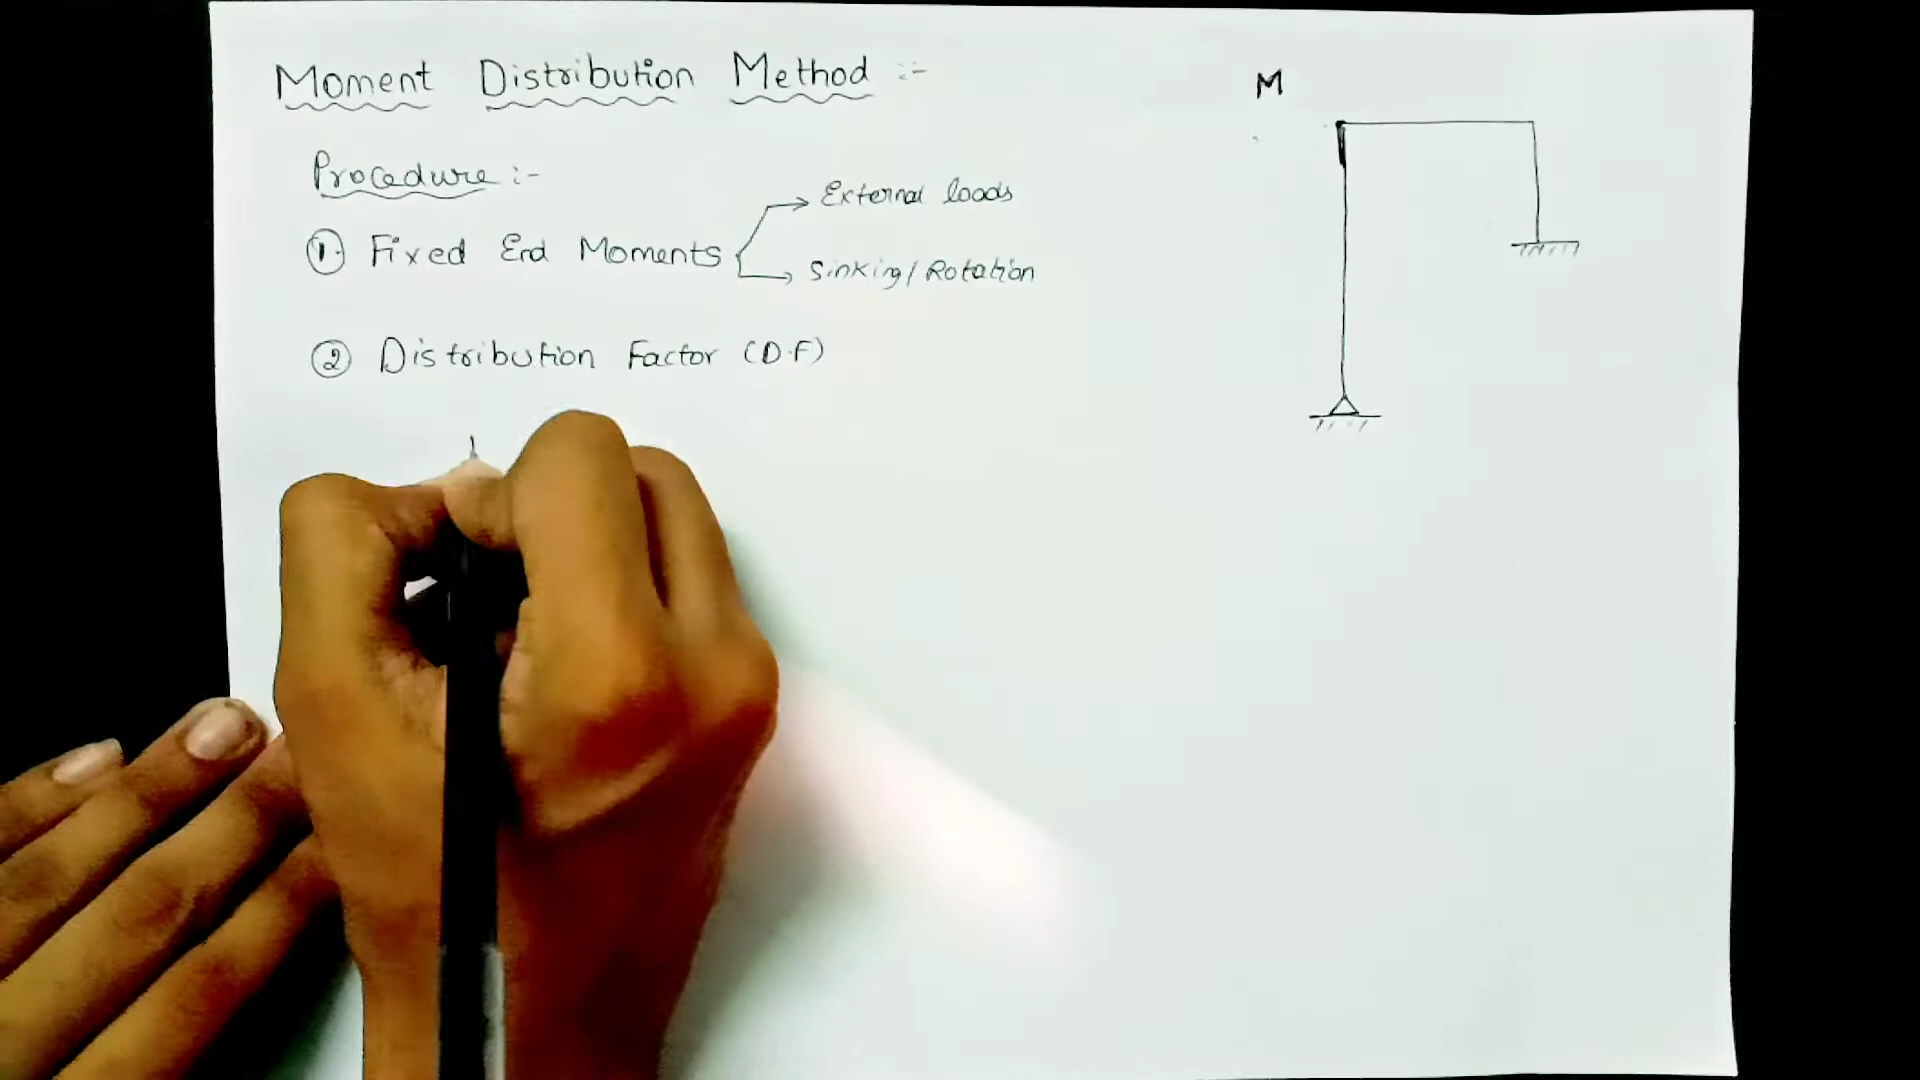 Moment Distribution Method :-
M
Procedure :-
External loads
① Fixed End Moments
Sinking/Rotation
② Distribution Factor (D.F)